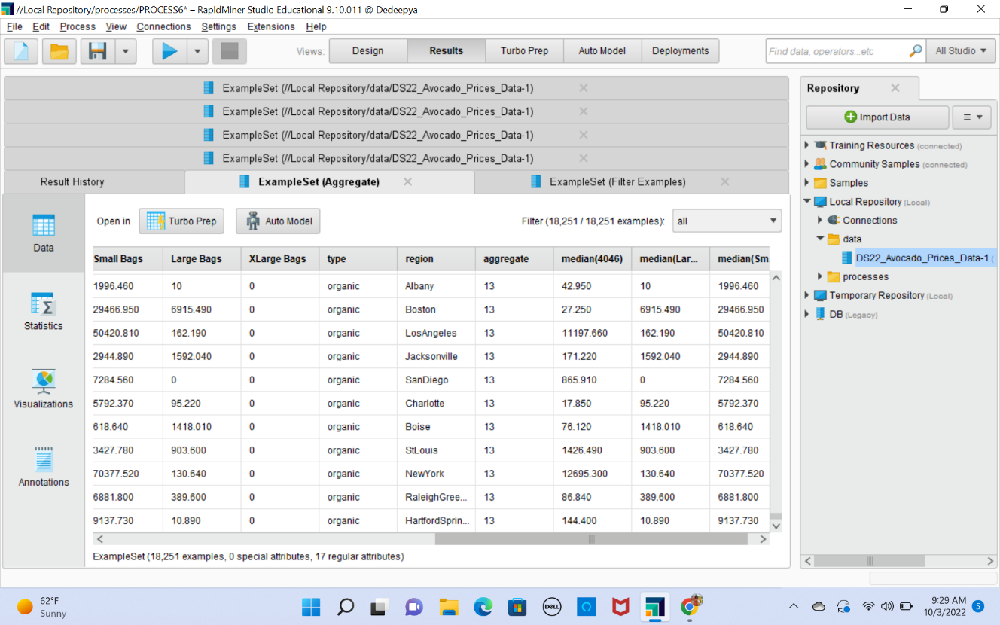 //Local Repository/processes/PROCESS6* – RapidMiner Studio Educational 9.10.011 @ Dedeepya
File Edit Process View Connections Settings Extensions Help
Views: Design Results Turbo Prep Auto Model Deployments Find data, operators...etc All Studio
ExampleSet (//Local Repository/data/DS22_Avocado_Prices_Data-1)
ExampleSet (//Local Repository/data/DS22_Avocado_Prices_Data-1)
ExampleSet (//Local Repository/data/DS22_Avocado_Prices_Data-1)
ExampleSet (//Local Repository/data/DS22_Avocado_Prices_Data-1)
Result History ExampleSet (Aggregate) ExampleSet (Filter Examples)
Data
Statistics
Visualizations
Annotations
Open in Turbo Prep Auto Model Filter (18,251 / 18,251 examples): all
Small Bags Large Bags XLarge Bags type region aggregate median(4046) median(Lar... median(Sm
1996.460 10 0 organic Albany 13 42.950 10 1996.460
29466.950 6915.490 0 organic Boston 13 27.250 6915.490 29466.950
50420.810 162.190 0 organic LosAngeles 13 11197.660 162.190 50420.810
2944.890 1592.040 0 organic Jacksonville 13 171.220 1592.040 2944.890
7284.560 0 0 organic SanDiego 13 865.910 0 7284.560
5792.370 95.220 0 organic Charlotte 13 17.850 95.220 5792.370
618.640 1418.010 0 organic Boise 13 76.120 1418.010 618.640
3427.780 903.600 0 organic StLouis 13 1426.490 903.600 3427.780
70377.520 130.640 0 organic NewYork 13 12695.300 130.640 70377.520
6881.800 389.600 0 organic RaleighGree... 13 86.840 389.600 6881.800
9137.730 10.890 0 organic HartfordSprin... 13 144.400 10.890 9137.730
ExampleSet (18,251 examples, 0 special attributes, 17 regular attributes)
Repository
Import Data
Training Resources (connected)
Community Samples (connected)
Samples
Local Repository (Local)
Connections
data
DS22_Avocado_Prices_Data-1 (
processes
Temporary Repository (Local)
DB (Legacy)
62°F
Sunny
DELL
9:29 AM
10/3/2022
5